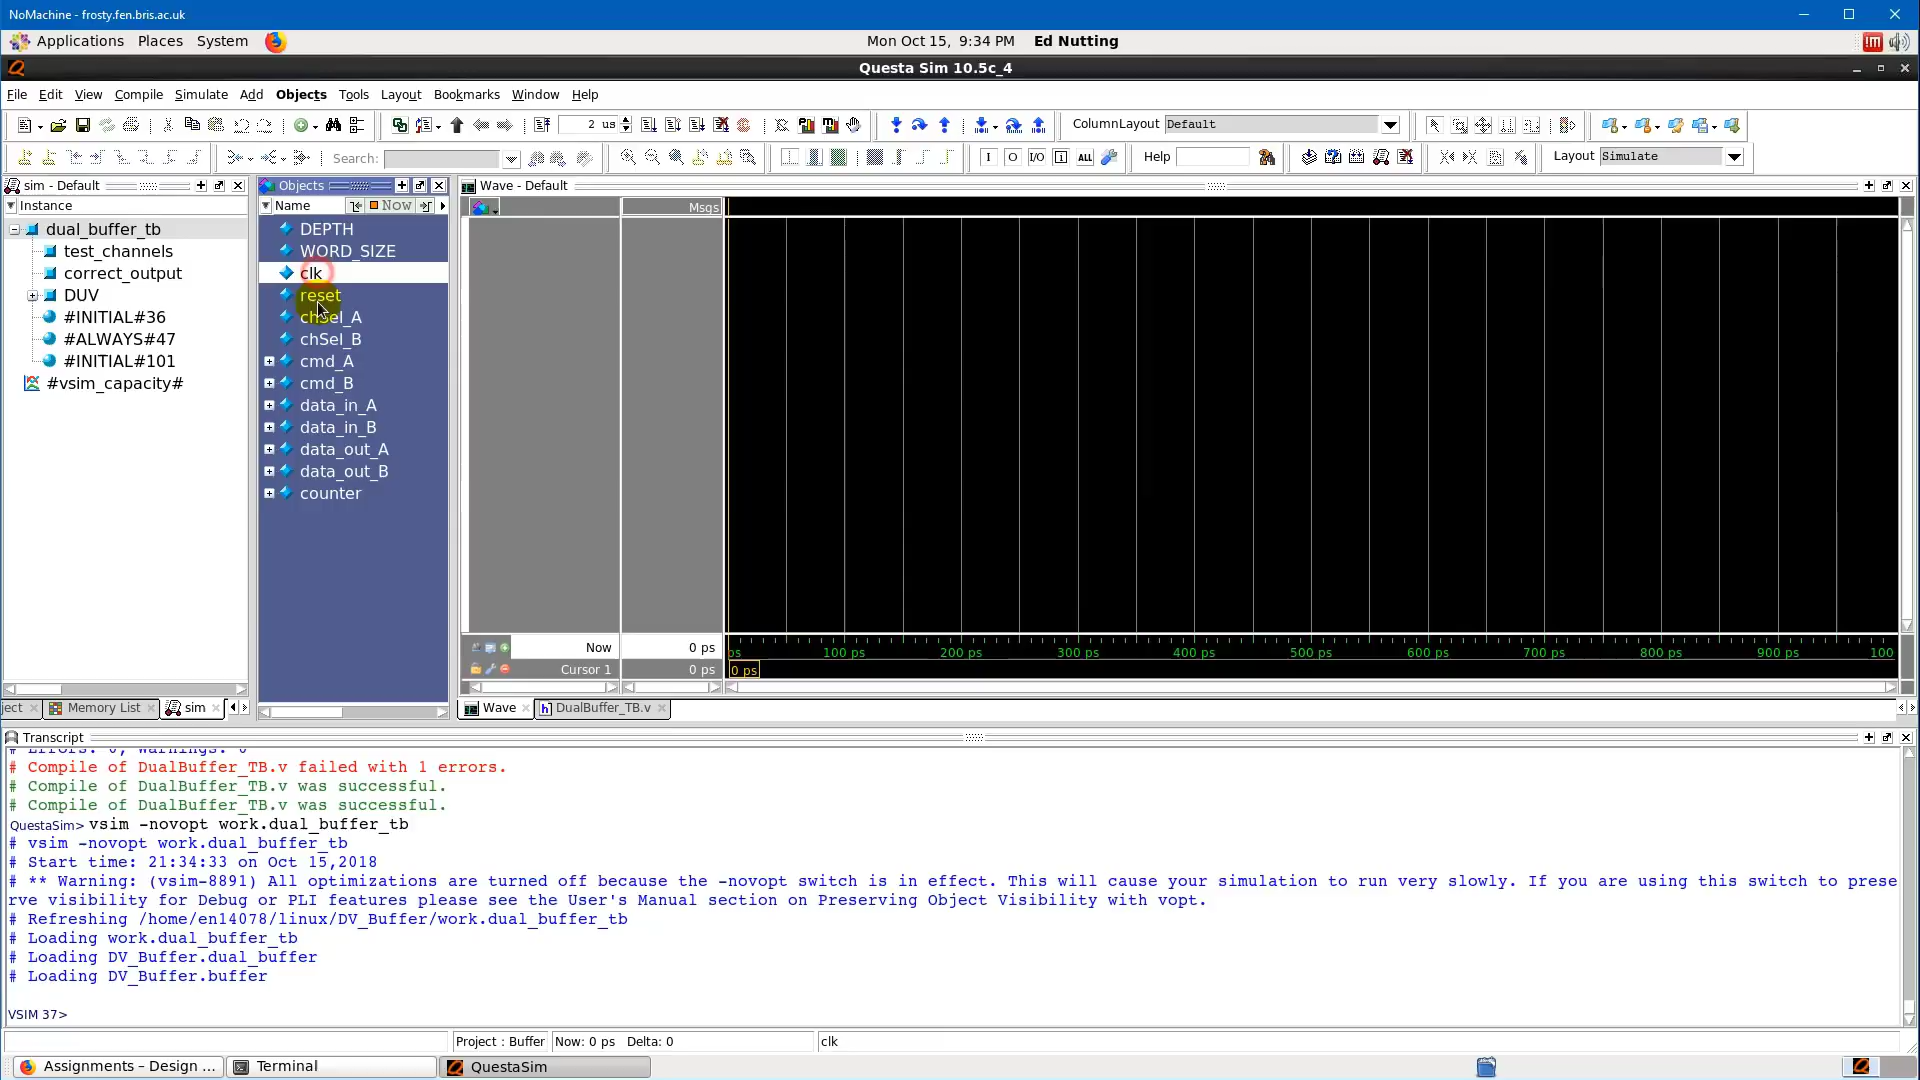 NoMachine - frosty.fen.bris.ac.uk
Applications Places System Mon Oct 15, 9:34 PM Ed Nutting
Questa Sim 10.5c_4
File Edit View Compile Simulate Add Objects Tools Layout Bookmarks Window Help
2 us ColumnLayout Default
Search: I O I/O ALL Help Layout Simulate
sim - Default Objects Wave - Default
Instance Name Now Msgs
dual_buffer_tb
test_channels
correct_output
DUV
#INITIAL#36
#ALWAYS#47
#INITIAL#101
#vsim_capacity#
DEPTH
WORD_SIZE
clk
reset
chSel_A
chSel_B
cmd_A
cmd_B
data_in_A
data_in_B
data_out_A
data_out_B
counter
Now 0 ps ps 100 ps 200 ps 300 ps 400 ps 500 ps 600 ps 700 ps 800 ps 900 ps 100
Cursor 1 0 ps 0 ps
ject Memory List sim Wave DualBuffer_TB.v
Transcript
# Errors: 0, Warnings: 0
# Compile of DualBuffer_TB.v failed with 1 errors.
# Compile of DualBuffer_TB.v was successful.
# Compile of DualBuffer_TB.v was successful.
QuestaSim> vsim -novopt work.dual_buffer_tb
# vsim -novopt work.dual_buffer_tb
# Start time: 21:34:33 on Oct 15,2018
# ** Warning: (vsim-8891) All optimizations are turned off because the -novopt switch is in effect. This will cause your simulation to run very slowly. If you are using this switch to prese
rve visibility for Debug or PLI features please see the User's Manual section on Preserving Object Visibility with vopt.
# Refreshing /home/en14078/linux/DV_Buffer/work.dual_buffer_tb
# Loading work.dual_buffer_tb
# Loading DV_Buffer.dual_buffer
# Loading DV_Buffer.buffer
VSIM 37>
Project : Buffer Now: 0 ps Delta: 0 clk
Assignments – Design ... Terminal QuestaSim